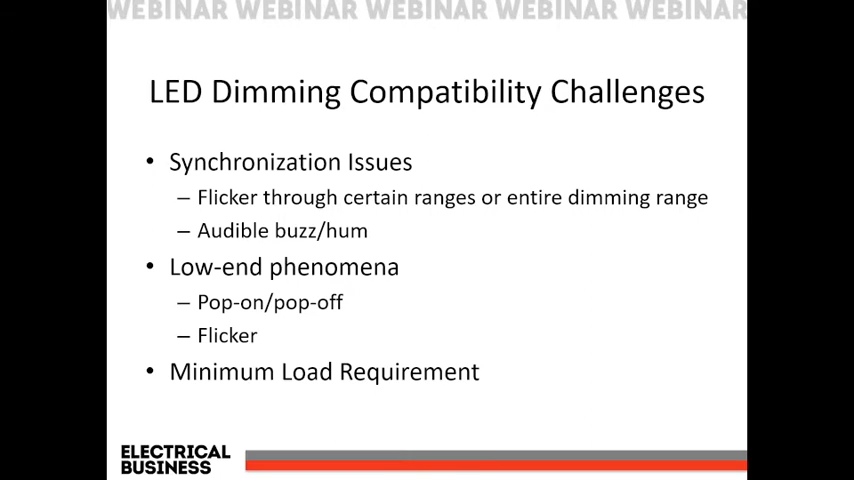 WEBINAR WEBINAR WEBINAR WEBINAR WEBINAR
LED Dimming Compatibility Challenges
• Synchronization Issues
– Flicker through certain ranges or entire dimming range
– Audible buzz/hum
• Low-end phenomena
– Pop-on/pop-off
– Flicker
• Minimum Load Requirement
ELECTRICAL
BUSINESS